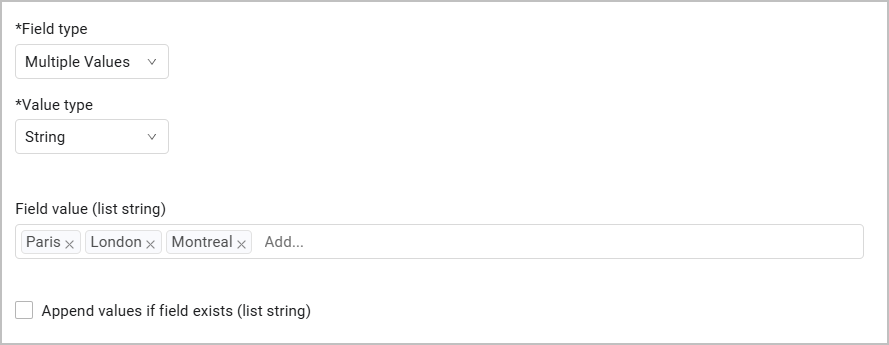 *Field type
Multiple Values
*Value type
String
Field value (list string)
Paris London Montreal Add...
Append values if field exists (list string)